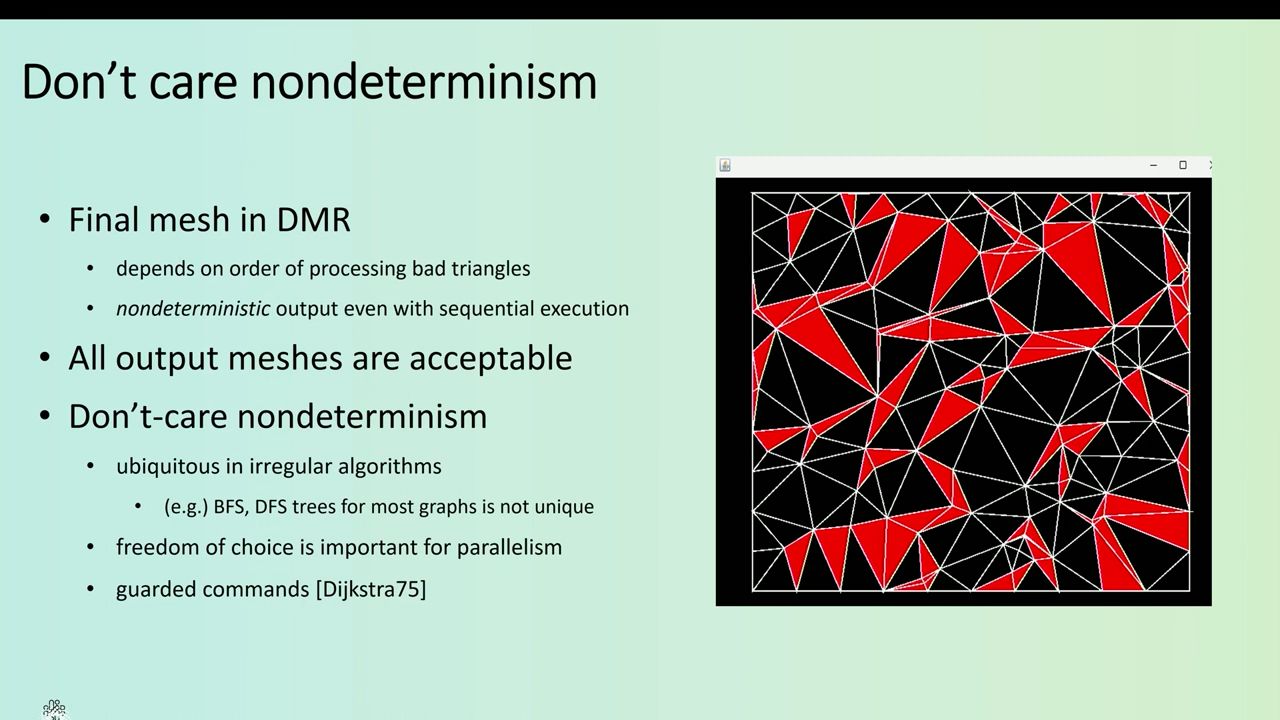 Don’t care nondeterminism
• Final mesh in DMR
• depends on order of processing bad triangles
• nondeterministic output even with sequential execution
• All output meshes are acceptable
• Don’t-care nondeterminism
• ubiquitous in irregular algorithms
• (e.g.) BFS, DFS trees for most graphs is not unique
• freedom of choice is important for parallelism
• guarded commands [Dijkstra75]